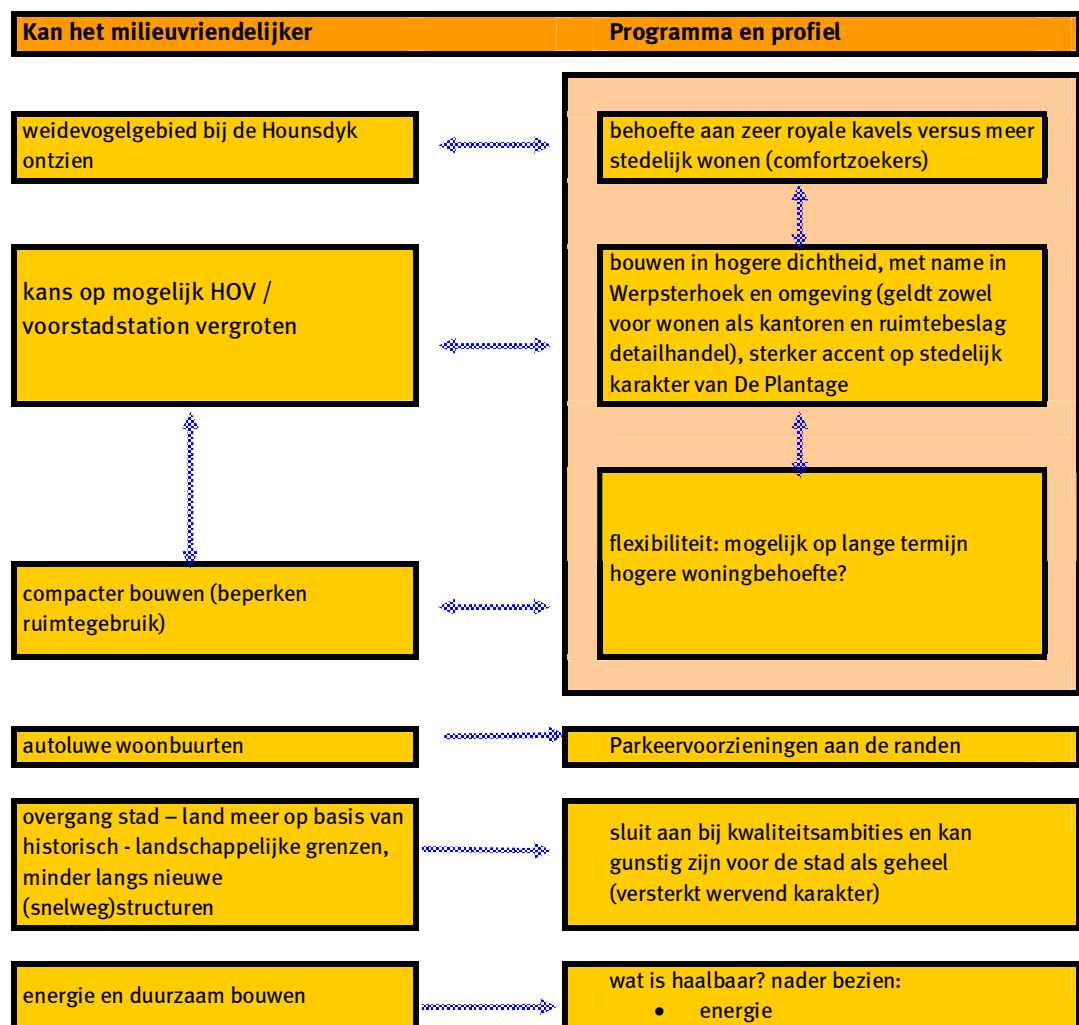 Kan het milieuvriendelijker
Programma en profiel
weidevogelgebied bij de Hounsdyk
ontzien
behoefte aan zeer royale kavels versus meer
stedelijk wonen (comfortzoekers)
kans op mogelijk HOV /
voorstadstation vergroten
bouwen in hogere dichtheid, met name in
Werpsterhoek en omgeving (geldt zowel
voor wonen als kantoren en ruimtebeslag
detailhandel), sterker accent op stedelijk
karakter van De Plantage
compacter bouwen (beperken
ruimtegebruik)
flexibiliteit: mogelijk op lange termijn
hogere woningbehoefte?
autoluwe woonbuurten
Parkeervoorzieningen aan de randen
overgang stad – land meer op basis van
historisch - landschappelijke grenzen,
minder langs nieuwe
(snelweg)structuren
sluit aan bij kwaliteitsambities en kan
gunstig zijn voor de stad als geheel
(versterkt wervend karakter)
energie en duurzaam bouwen
wat is haalbaar? nader bezien:
• energie